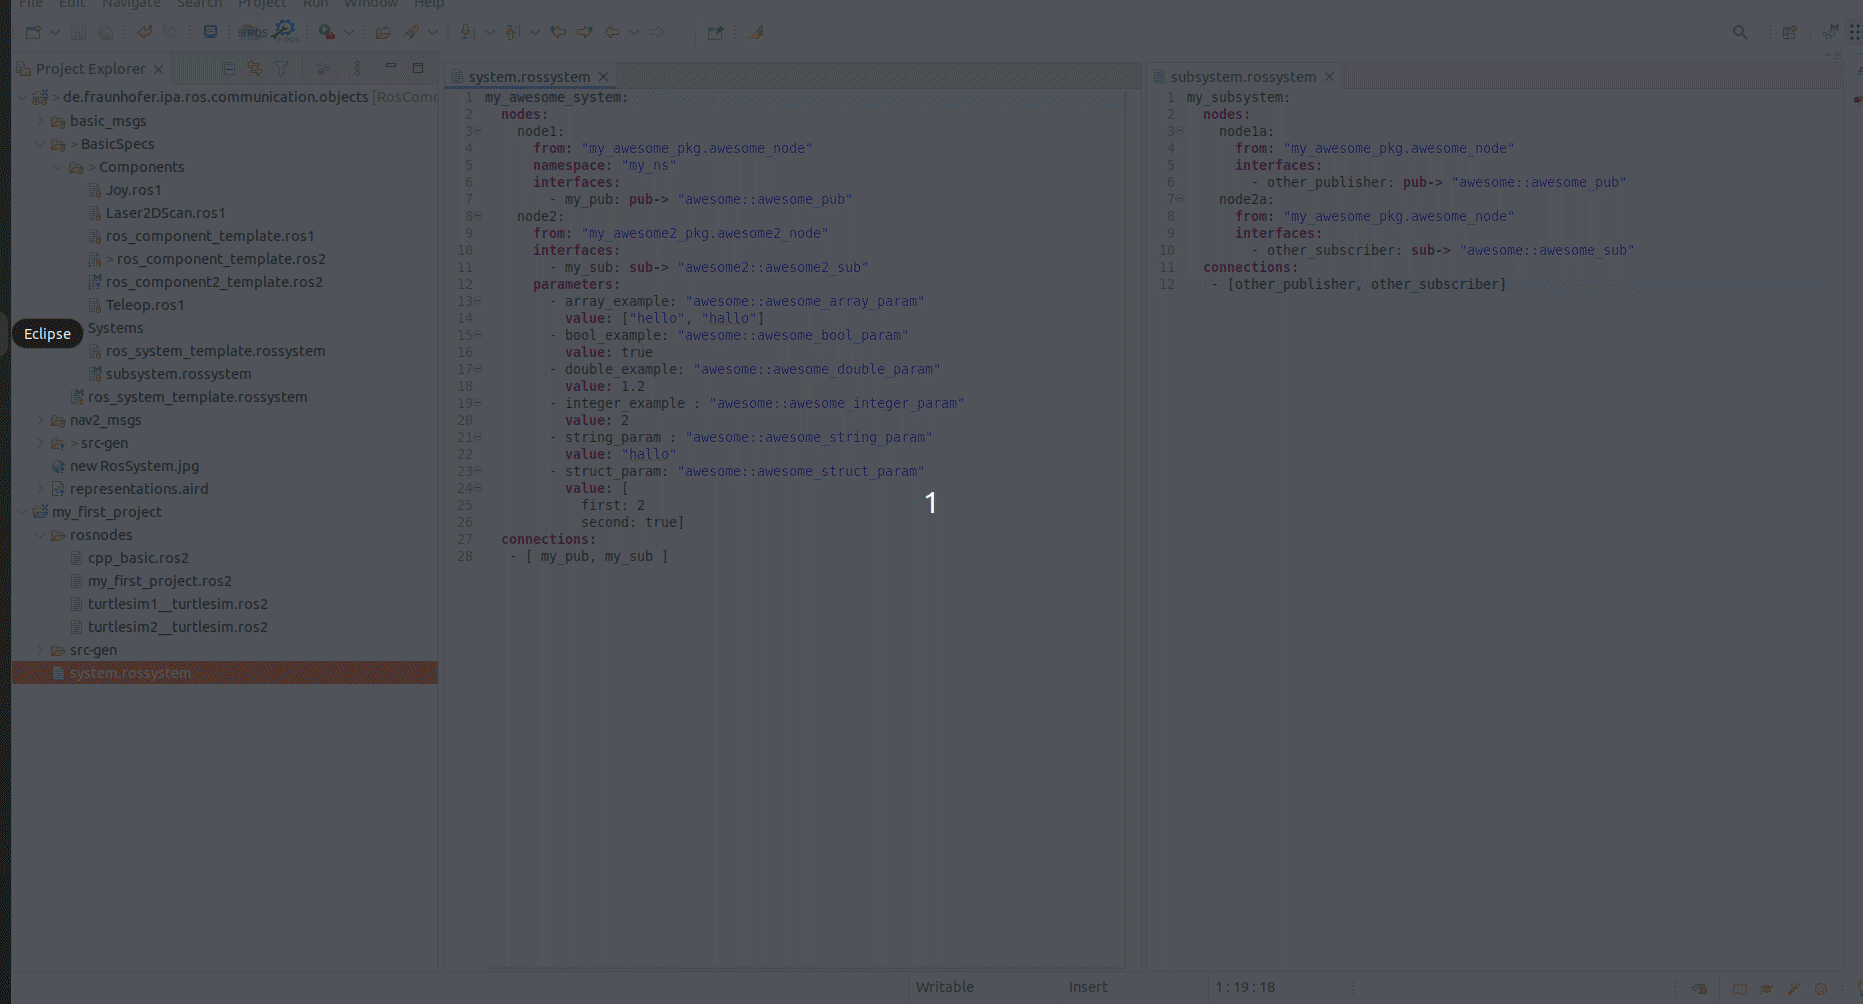 File Edit Navigate Search Project Run Window Help
Project Explorer
> de.fraunhofer.ipa.ros.communication.objects [RosComm
basic_msgs
> BasicSpecs
> Components
Joy.ros1
Laser2DScan.ros1
ros_component_template.ros1
> ros_component_template.ros2
ros_component2_template.ros2
Teleop.ros1
Eclipse
Systems
ros_system_template.rossystem
subsystem.rossystem
ros_system_template.rossystem
nav2_msgs
> src-gen
new RosSystem.jpg
representations.aird
my_first_project
rosnodes
cpp_basic.ros2
my_first_project.ros2
turtlesim1__turtlesim.ros2
turtlesim2__turtlesim.ros2
src-gen
system.rossystem
system.rossystem
1 my_awesome_system:
2 nodes:
3 node1:
4 from: "my_awesome_pkg.awesome_node"
5 namespace: "my_ns"
6 interfaces:
7 - my_pub: pub-> "awesome::awesome_pub"
8 node2:
9 from: "my_awesome2_pkg.awesome2_node"
10 interfaces:
11 - my_sub: sub-> "awesome2::awesome2_sub"
12 parameters:
13 - array_example: "awesome::awesome_array_param"
14 value: ["hello", "hallo"]
15 - bool_example: "awesome::awesome_bool_param"
16 value: true
17 - double_example: "awesome::awesome_double_param"
18 value: 1.2
19 - integer_example : "awesome::awesome_integer_param"
20 value: 2
21 - string_param : "awesome::awesome_string_param"
22 value: "hallo"
23 - struct_param: "awesome::awesome_struct_param"
24 value: [
25 first: 2
26 second: true]
27 connections:
28 - [ my_pub, my_sub ]
1
subsystem.rossystem
1 my_subsystem:
2 nodes:
3 node1a:
4 from: "my_awesome_pkg.awesome_node"
5 interfaces:
6 - other_publisher: pub-> "awesome::awesome_pub"
7 node2a:
8 from: "my_awesome_pkg.awesome_node"
9 interfaces:
10 - other_subscriber: sub-> "awesome::awesome_sub"
11 connections:
12 - [other_publisher, other_subscriber]
Writable Insert 1 : 19 : 18